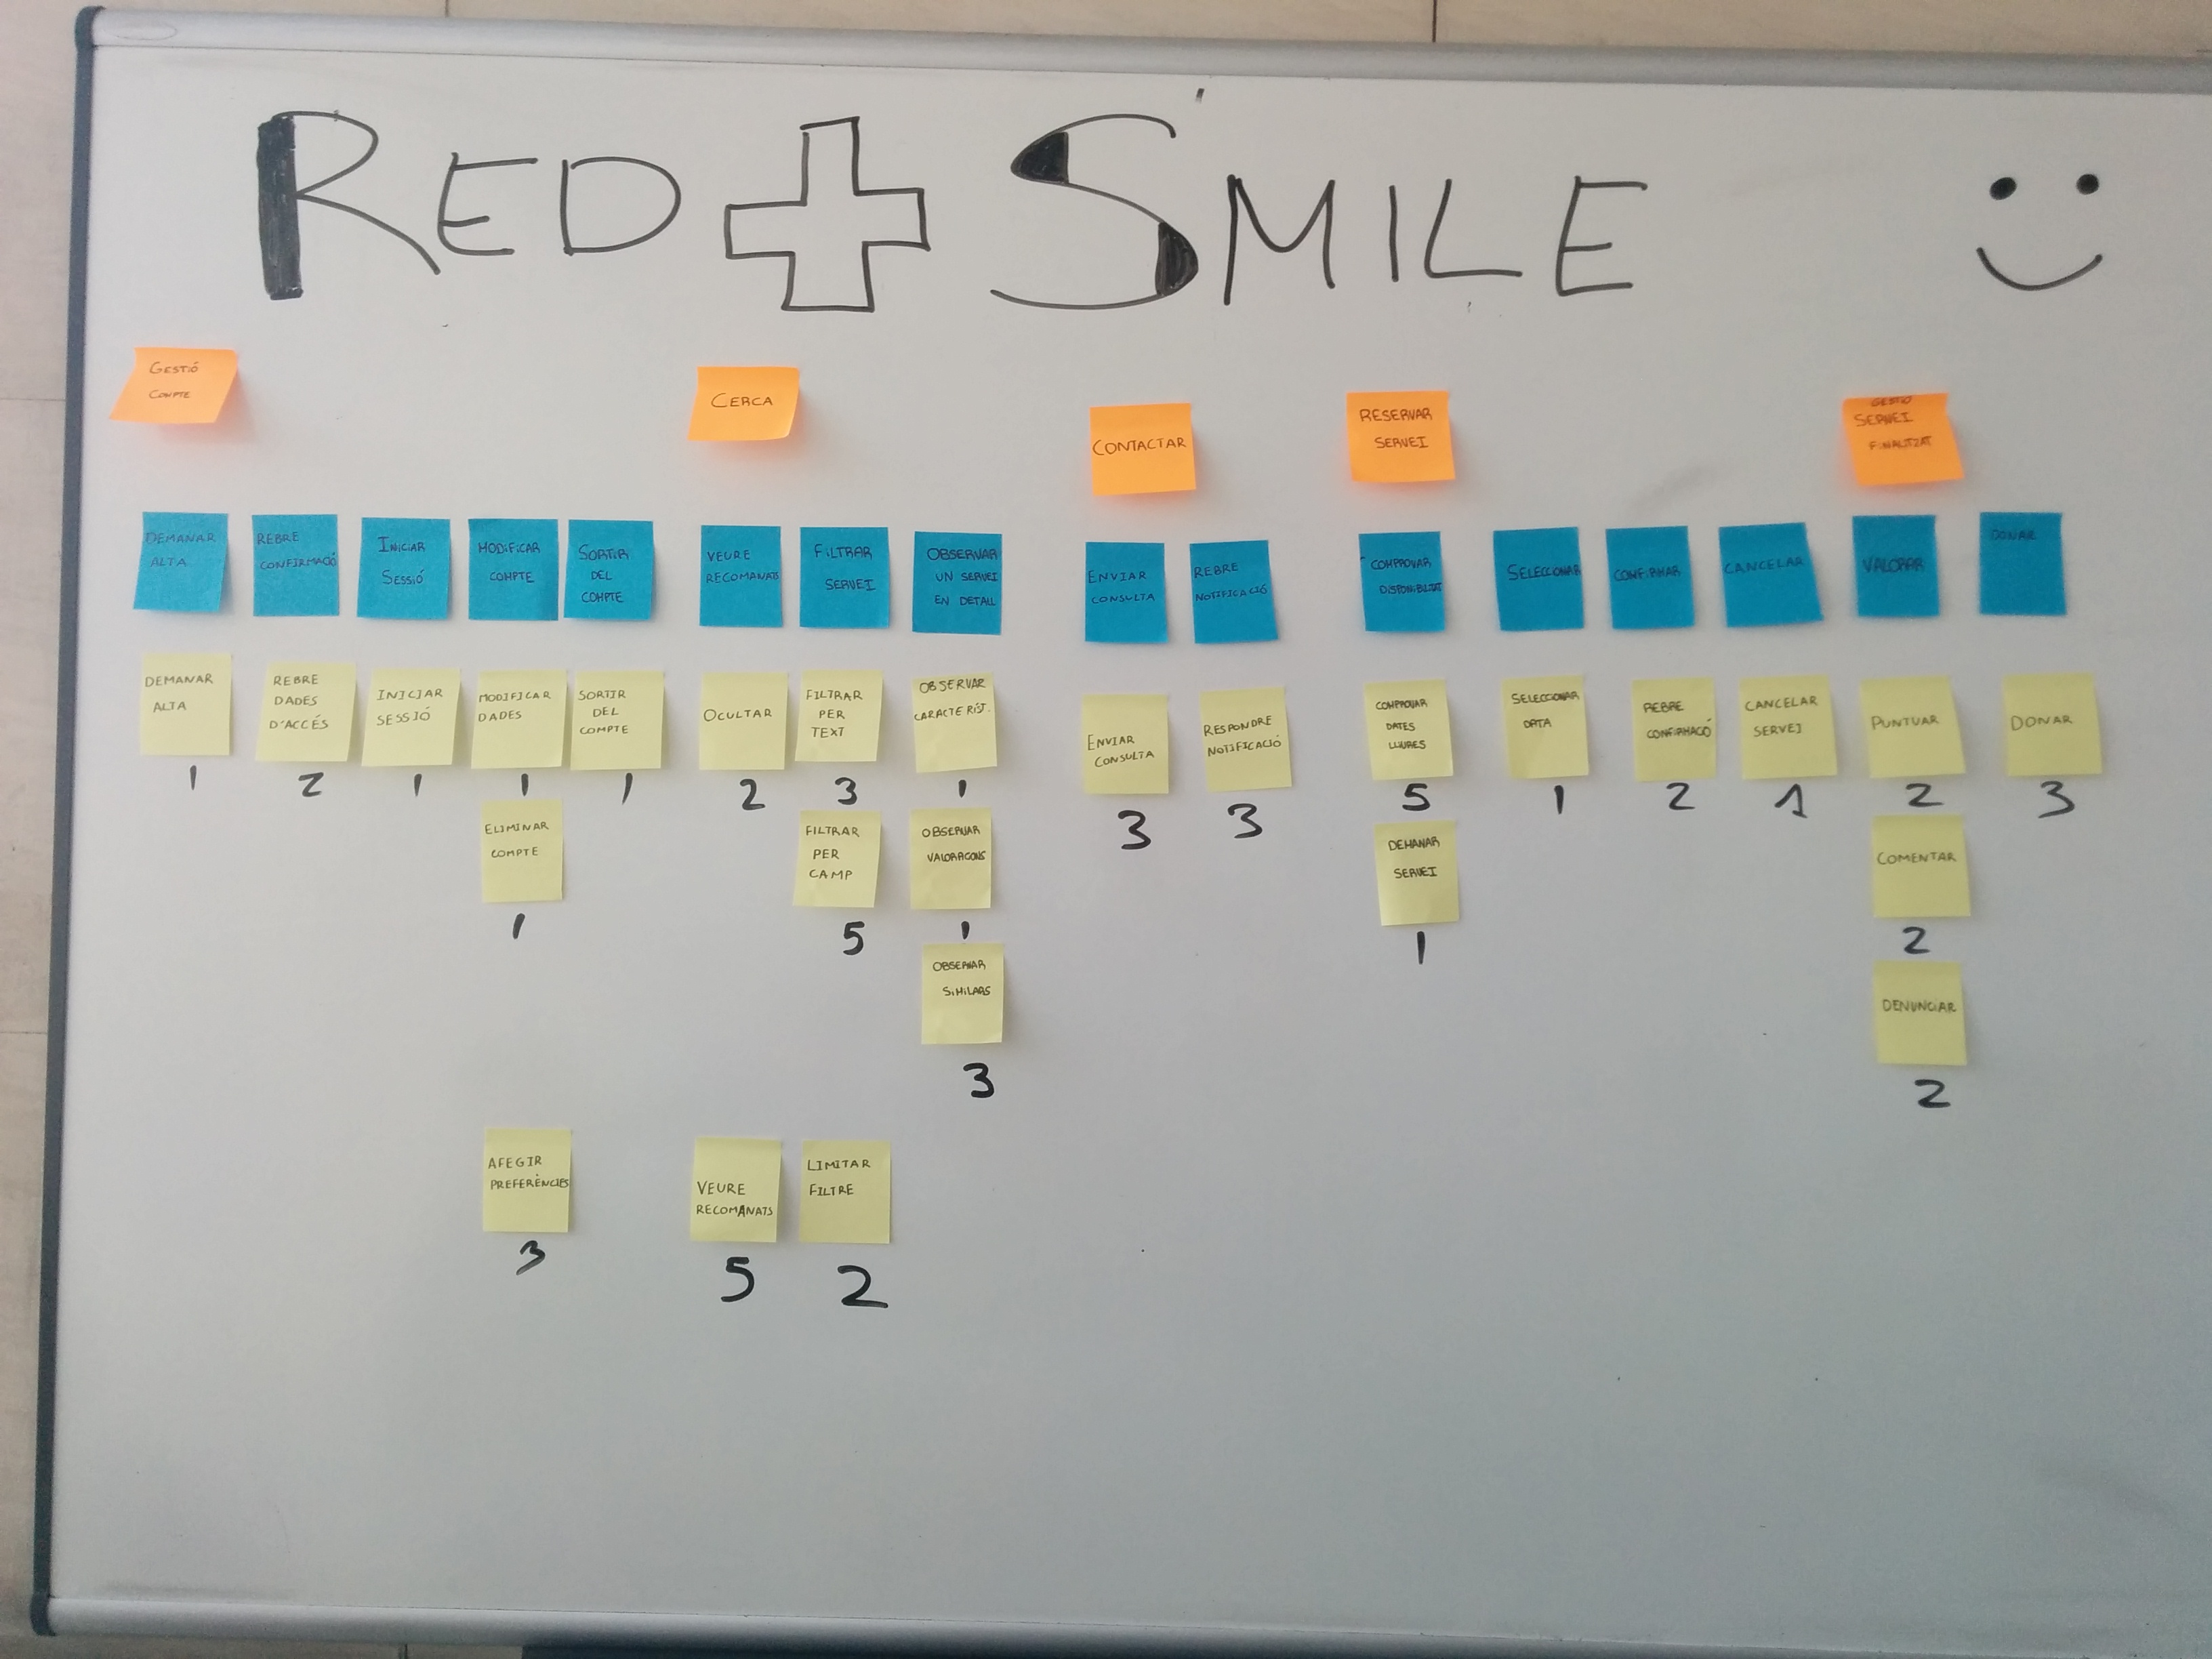 RED + SMILE
GESTIÓ
COMPTE
CERCA
CONTACTAR
RESERVAR
SERVEI
GESTIÓ
SERVEI
FINALITZAT
DEMANAR
ALTA
REBRE
CONFIRMACIÓ
INICIAR
SESSIÓ
MODIFICAR
COMPTE
SORTIR
DEL
COMPTE
VEURE
RECOMANATS
FILTRAR
SERVEI
OBSERVAR
UN SERVEI
EN DETALL
ENVIAR
CONSULTA
REBRE
NOTIFICACIÓ
COMPROVAR
DISPONIBILITAT
SELECCIONAR
CONFIRMAR
CANCELAR
VALORAR
DONAR
DEMANAR
ALTA
1
REBRE
DADES
D'ACCÉS
2
INICIAR
SESSIÓ
1
MODIFICAR
DADES
1
SORTIR
DEL
COMPTE
1
OCULTAR
2
FILTRAR
PER
TEXT
3
OBSERVAR
CARACTERÍST.
1
ENVIAR
CONSULTA
3
RESPONDRE
NOTIFICACIÓ
3
COMPROVAR
DATES
LLIURES
5
SELECCIONAR
DATA
1
REBRE
CONFIRMACIÓ
2
CANCELAR
SERVEI
1
PUNTUAR
2
DONAR
3
ELIMINAR
COMPTE
1
FILTRAR
PER
CAMP
5
OBSERVAR
VALORACIONS
1
DEMANAR
SERVEI
1
COMENTAR
2
OBSERVAR
SIMILARS
3
DENUNCIAR
2
AFEGIR
PREFERÈNCIES
3
VEURE
RECOMANATS
5
LIMITAR
FILTRE
2